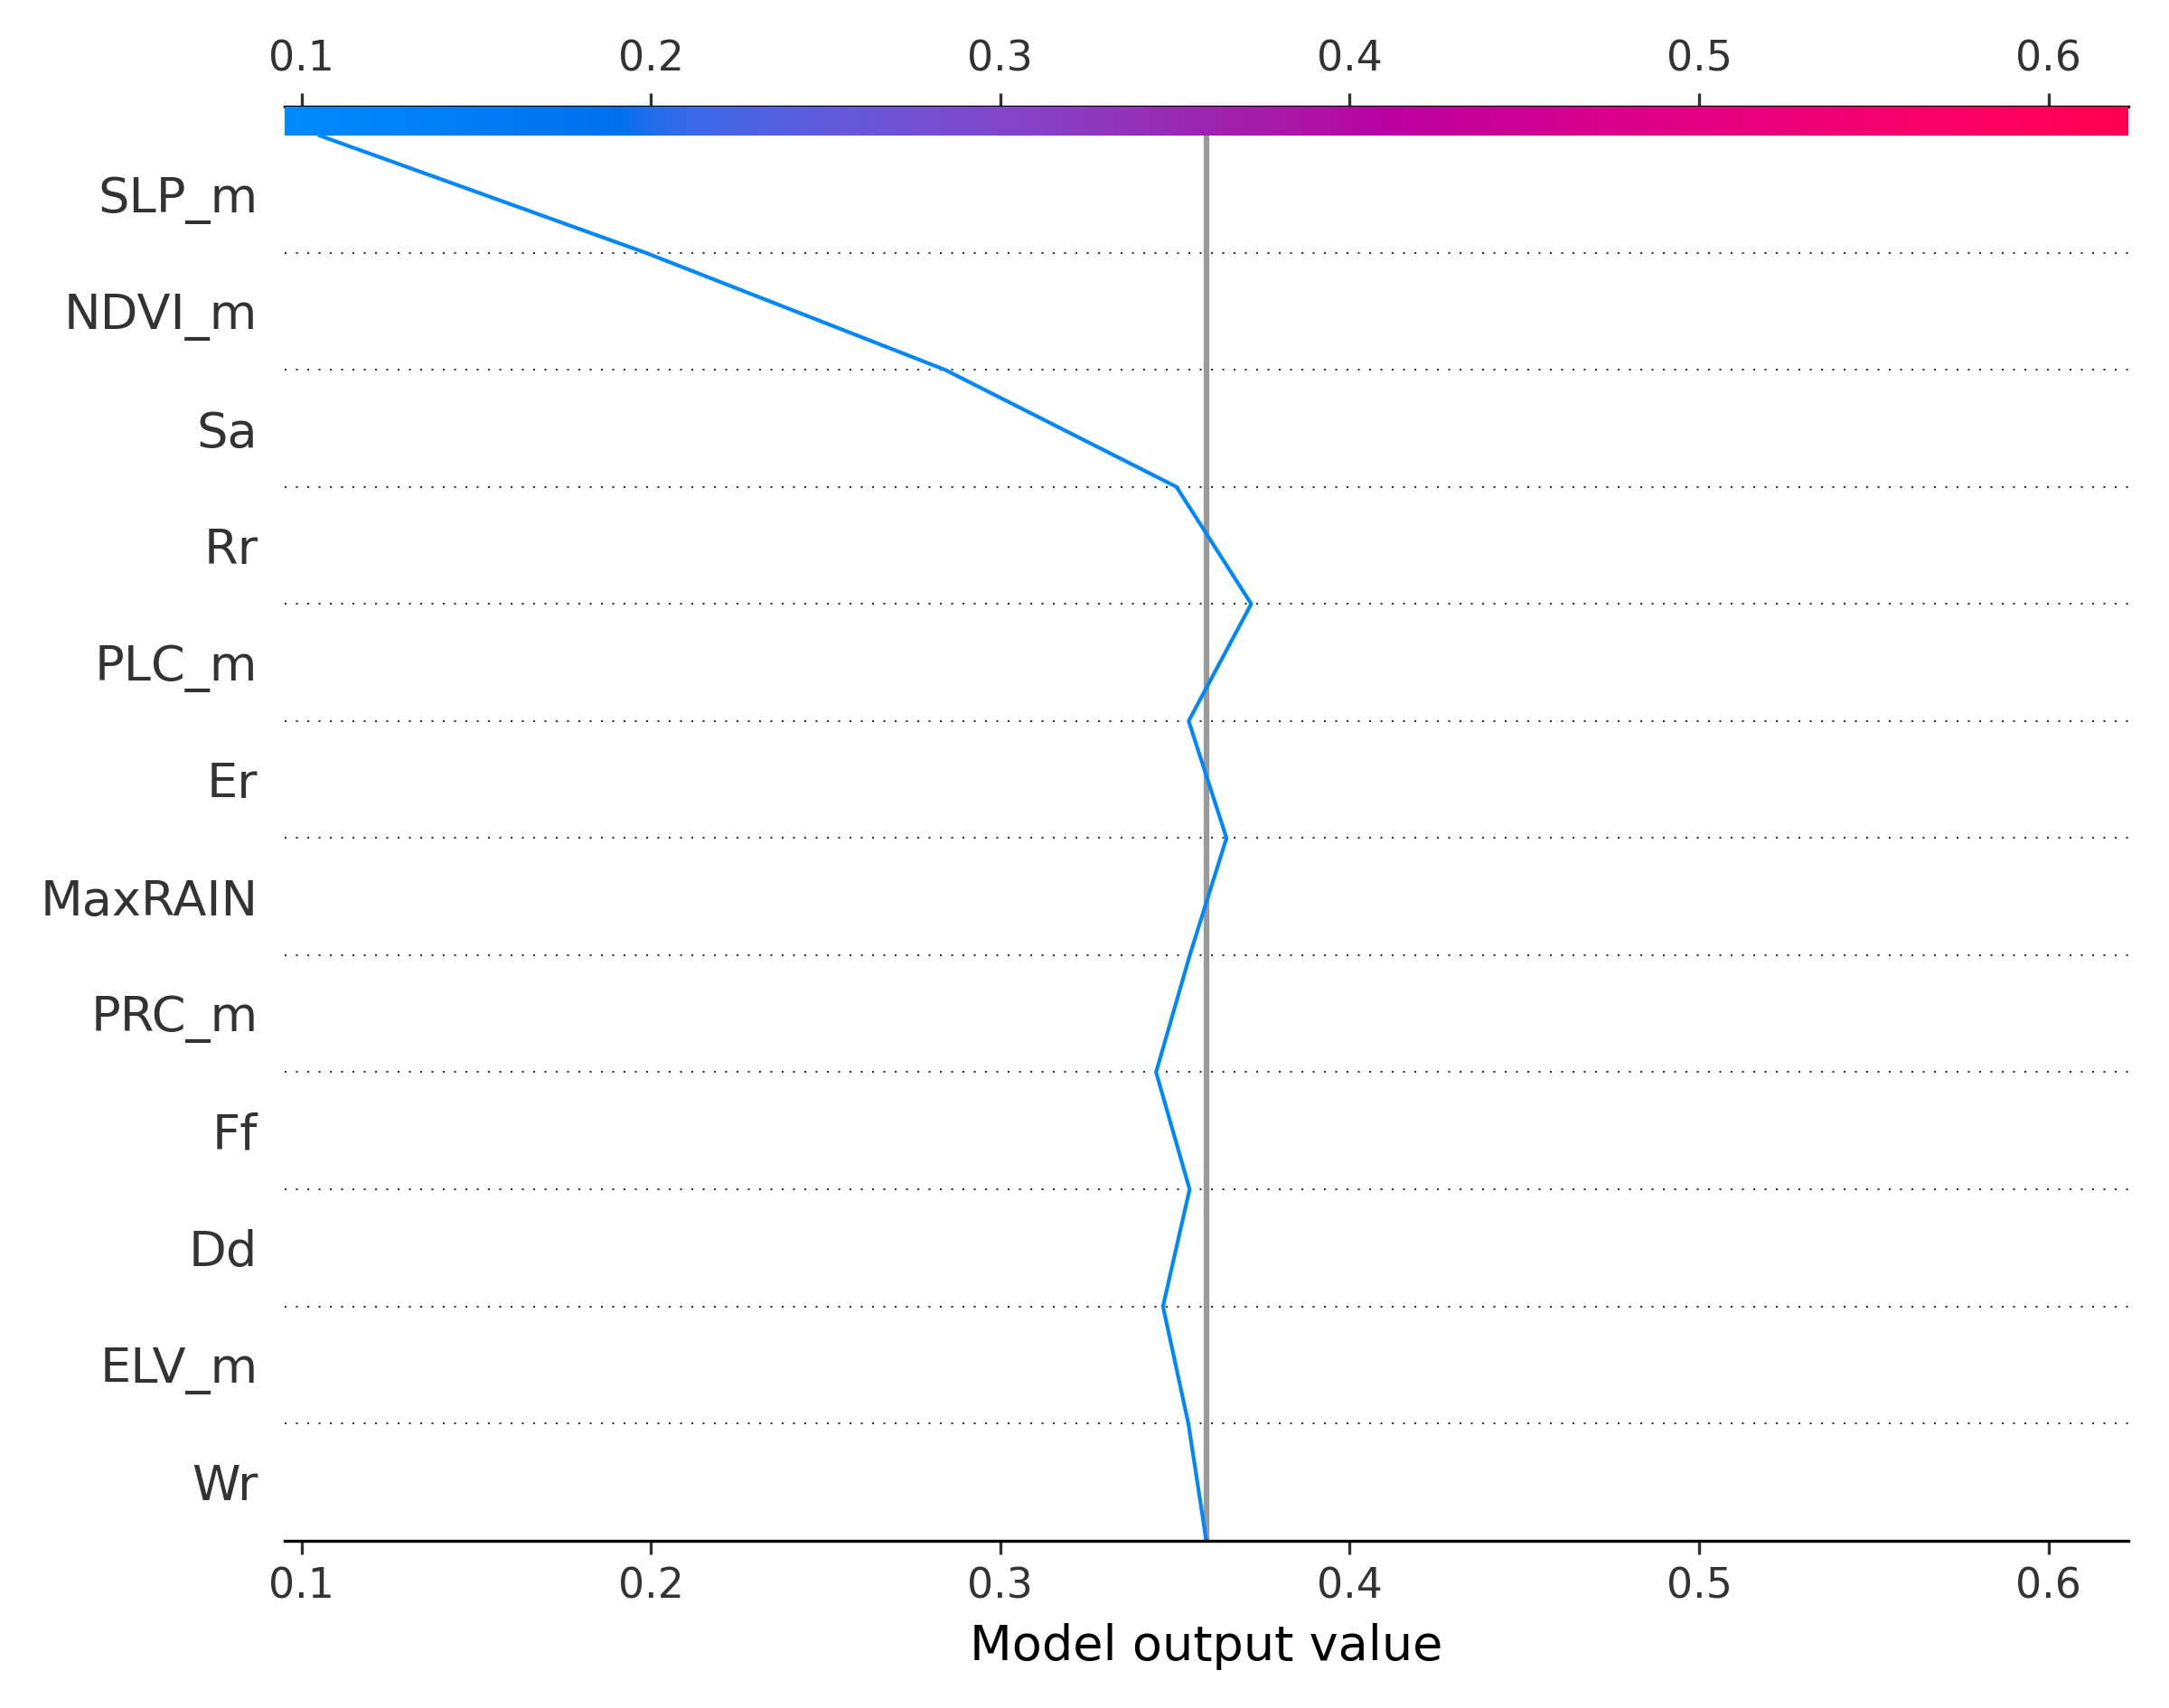 0.1 0.2 0.3 0.4 0.5 0.6
SLP_m
NDVI_m
Sa
Rr
PLC_m
Er
MaxRAIN
PRC_m
Ff
Dd
ELV_m
Wr
0.1 0.2 0.3 0.4 0.5 0.6
Model output value